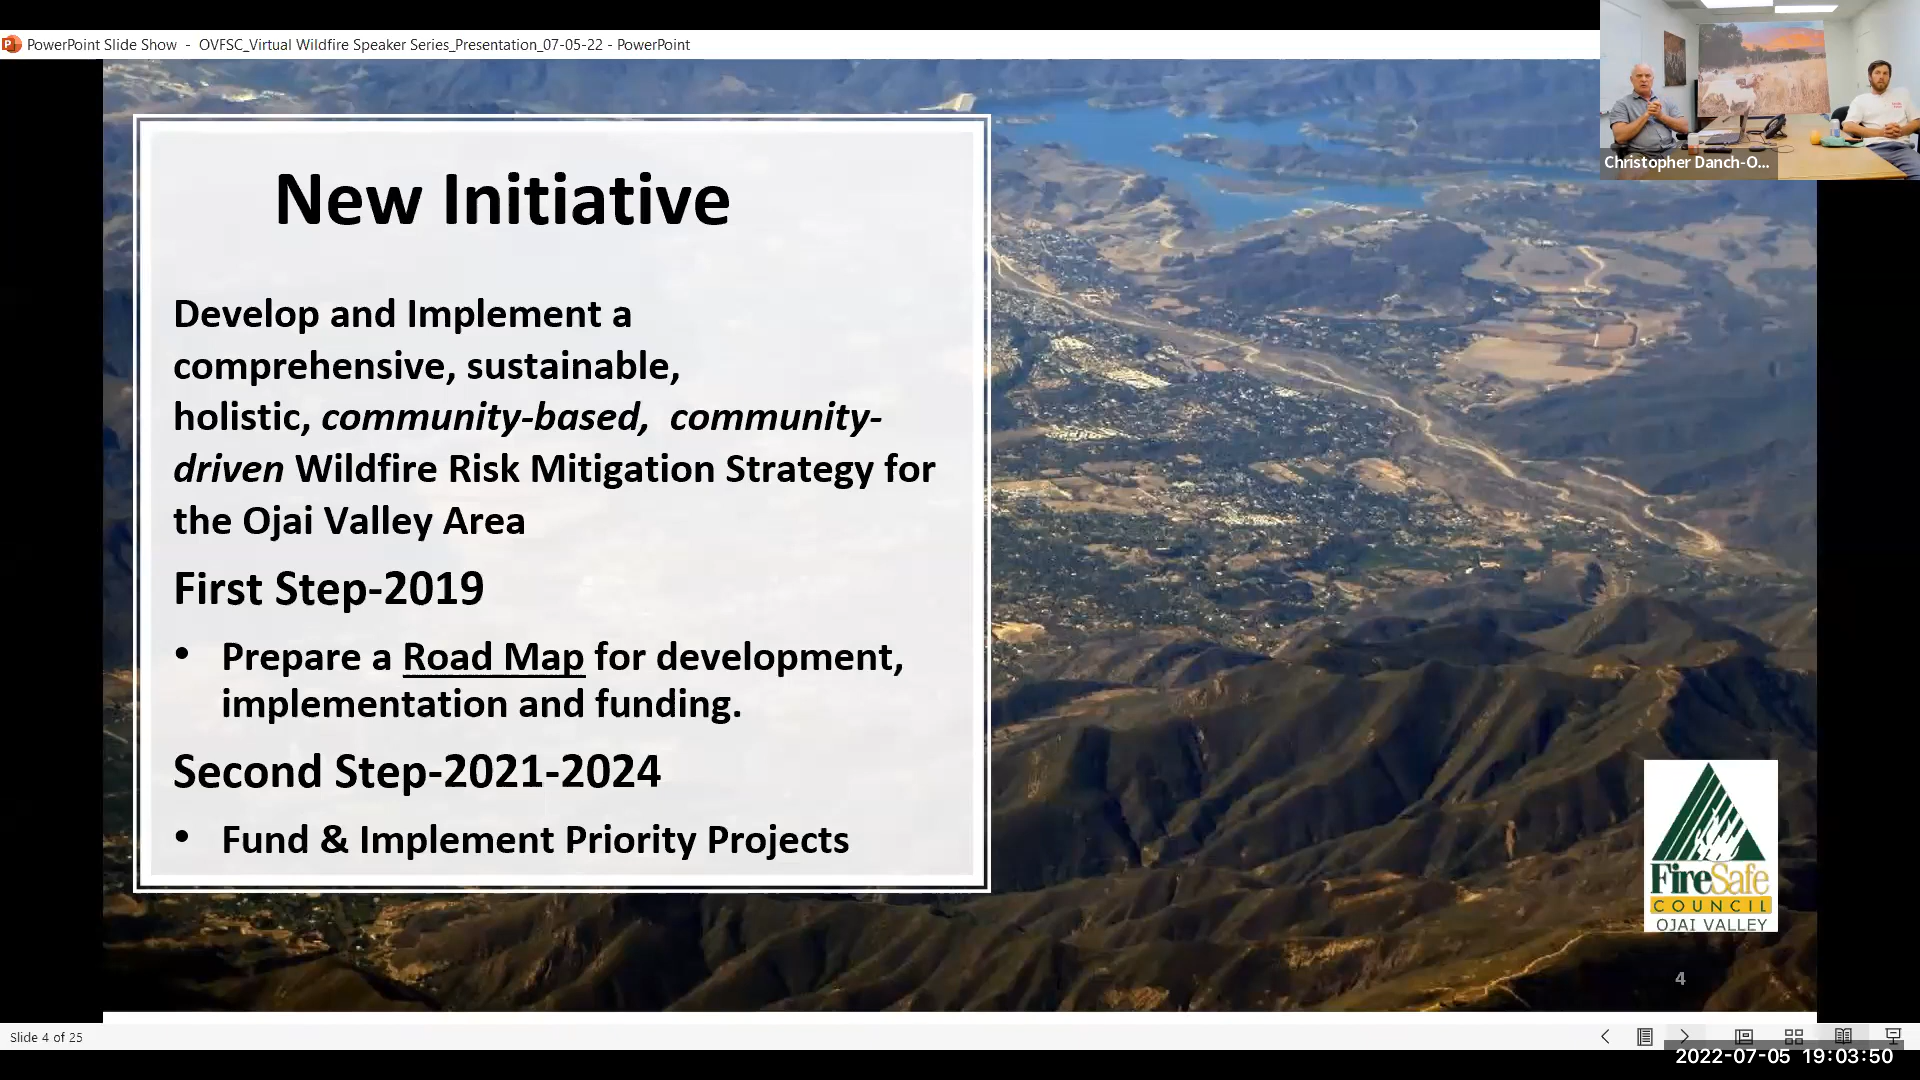 PowerPoint Slide Show - OVFSC_Virtual Wildfire Speaker Series_Presentation_07-05-22 - PowerPoint
Christopher Danch-O...
New Initiative
Develop and Implement a
comprehensive, sustainable,
holistic, community-based, community-
driven Wildfire Risk Mitigation Strategy for
the Ojai Valley Area
First Step-2019
• Prepare a Road Map for development,
implementation and funding.
Second Step-2021-2024
• Fund & Implement Priority Projects
FireSafe
COUNCIL
OJAI VALLEY
4
Slide 4 of 25
2022-07-05 19:03:50